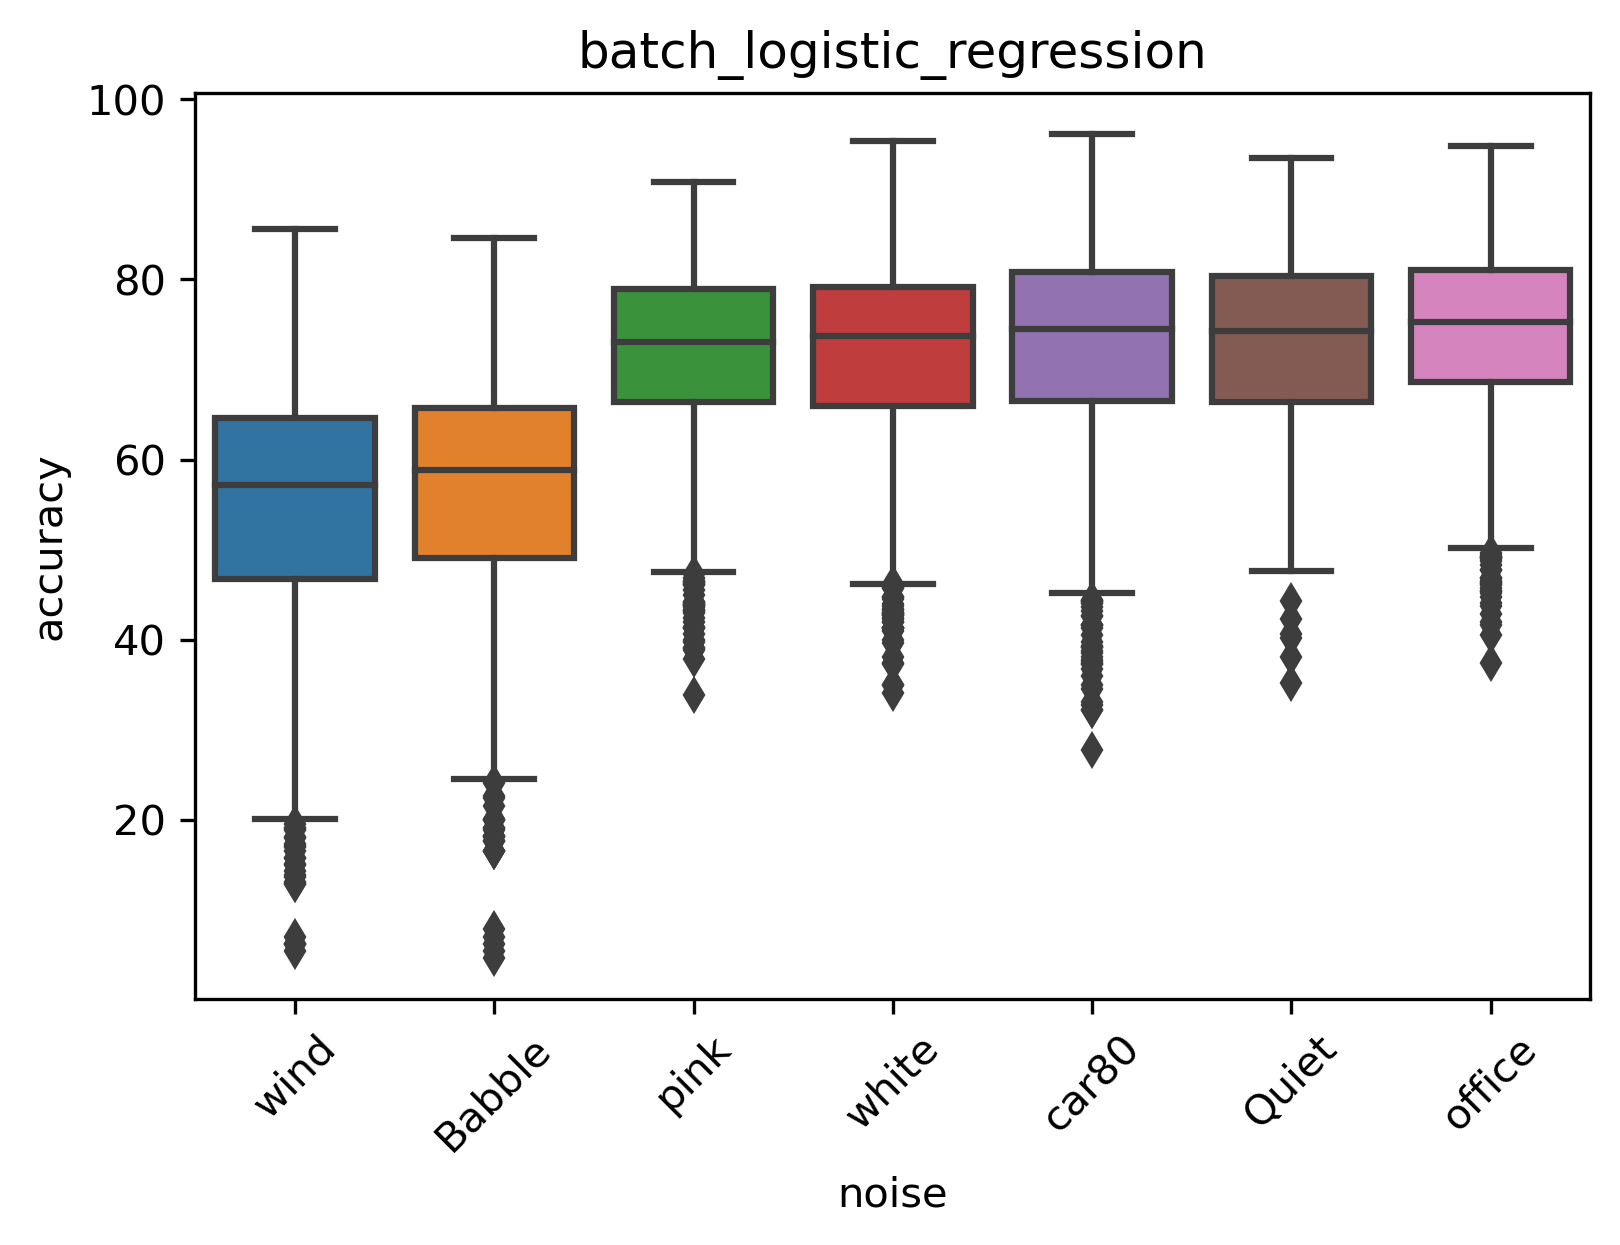 batch_logistic_regression
100
80
60
40
20
accuracy
wind
Babble
pink
white
car80
Quiet
office
noise